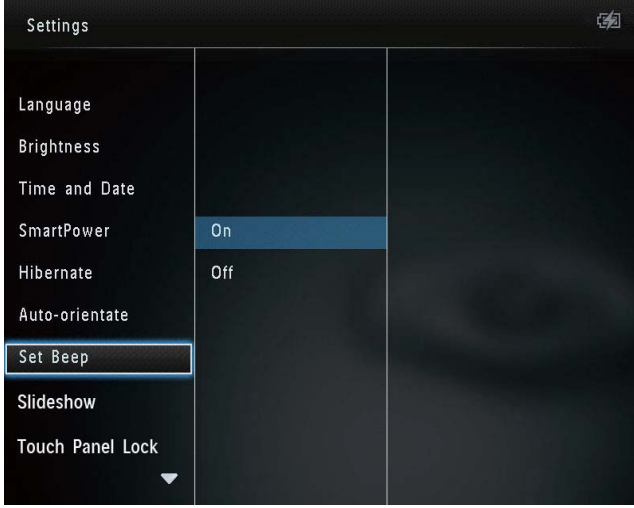 Settings
Language
Brightness
Time and Date
SmartPower
On
Hibernate
Off
Auto-orientate
Set Beep
Slideshow
Touch Panel Lock